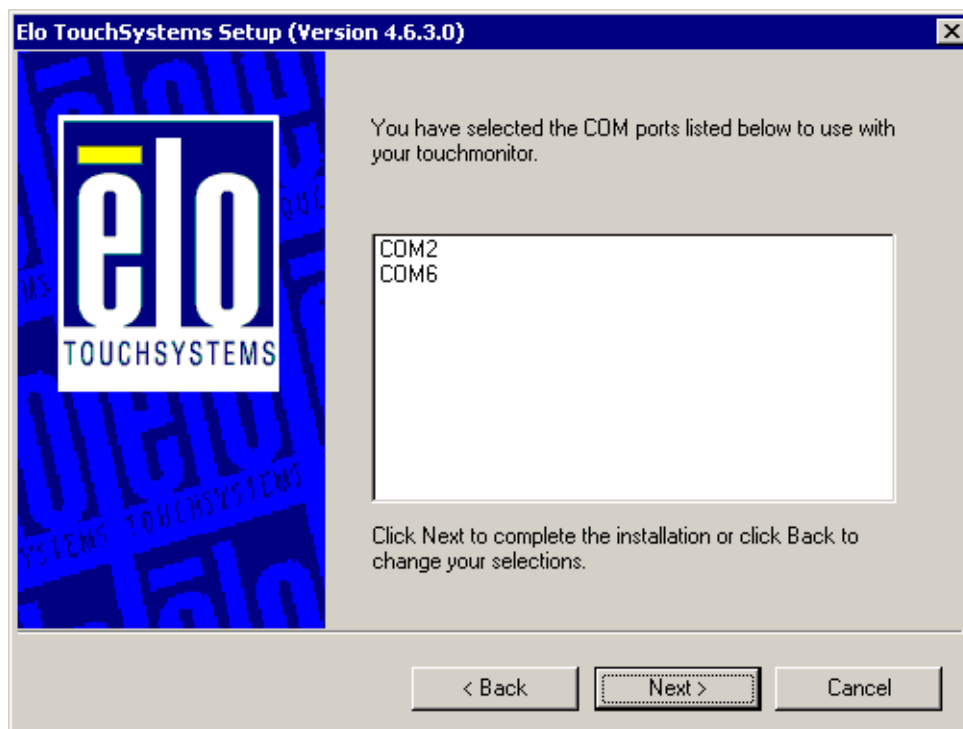 Elo TouchSystems Setup (Version 4.6.3.0)
You have selected the COM ports listed below to use with
your touchmonitor.
ēlo
TOUCHSYSTEMS
COM2
COM6
Click Next to complete the installation or click Back to
change your selections.
< Back
Next >
Cancel